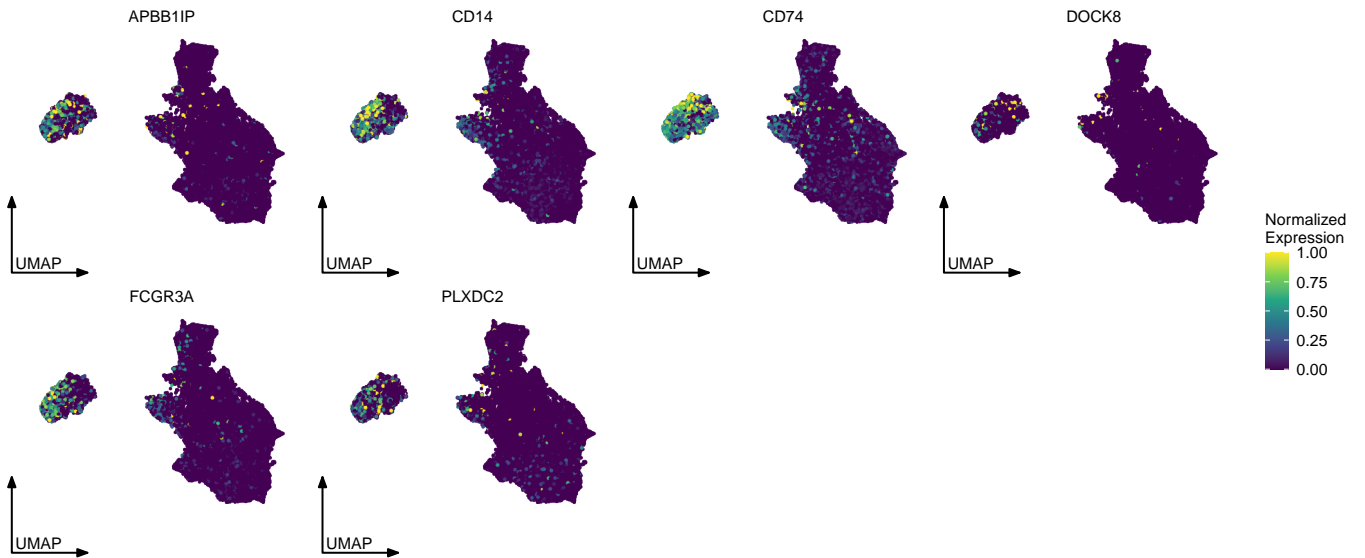 APBB1IP
CD14
CD74
DOCK8
UMAP
UMAP
UMAP
UMAP
Normalized
Expression
1.00
0.75
0.50
0.25
0.00
FCGR3A
PLXDC2
UMAP
UMAP